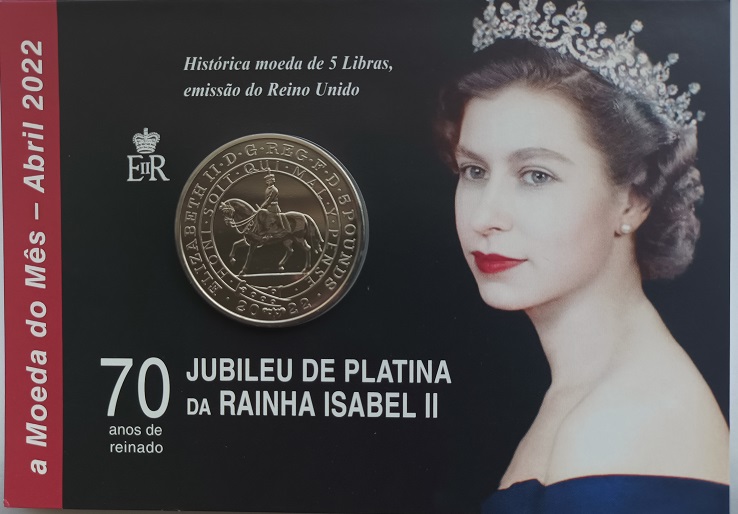 a Moeda do Mês – Abril 2022
Histórica moeda de 5 Libras,
emissão do Reino Unido
EIIR
ELIZABETH II · D · G · REG · F · D · 5 POUNDS
· 2022 ·
HONI · SOIT · QUI · MAL · Y · PENSE
70
anos de
reinado
JUBILEU DE PLATINA
DA RAINHA ISABEL II